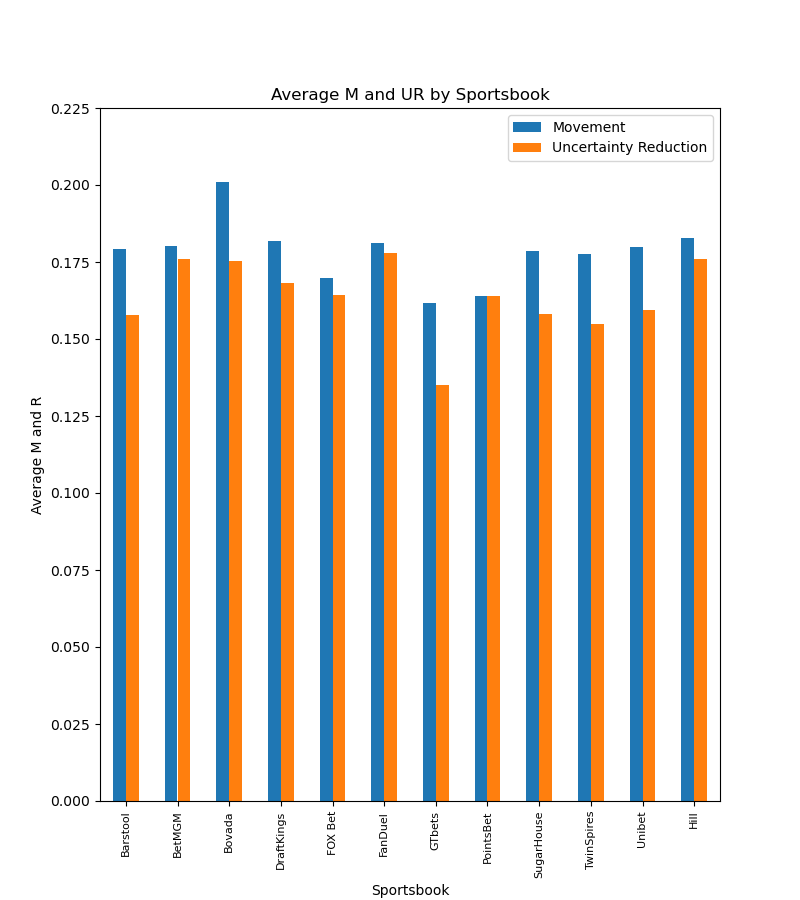 Average M and UR by Sportsbook
Movement
Uncertainty Reduction
0.225
0.200
0.175
0.150
0.125
0.100
0.075
0.050
0.025
0.000
Average M and R
Barstool
BetMGM
Bovada
DraftKings
FOX Bet
FanDuel
GTbets
PointsBet
SugarHouse
TwinSpires
Unibet
Hill
Sportsbook